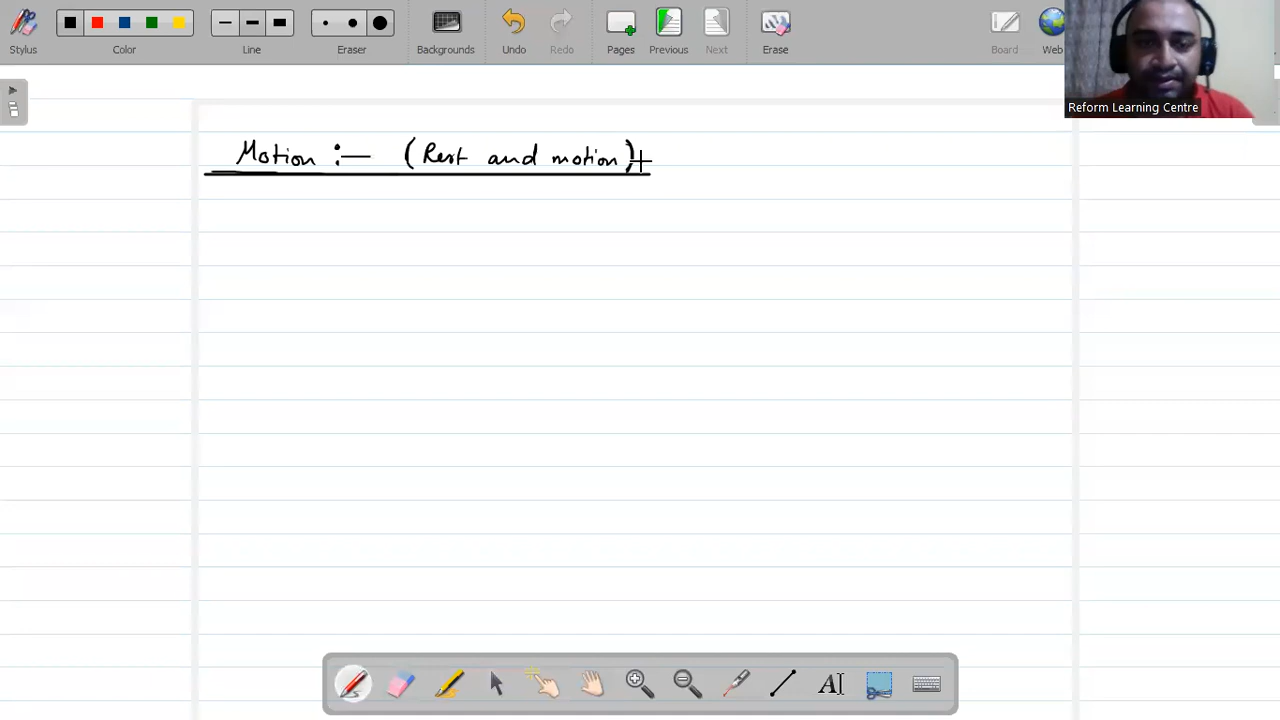 Stylus Color Line Eraser Backgrounds Undo Redo Pages Previous Next Erase Board Web
Reform Learning Centre
Motion :— (Rest and motion)
AI